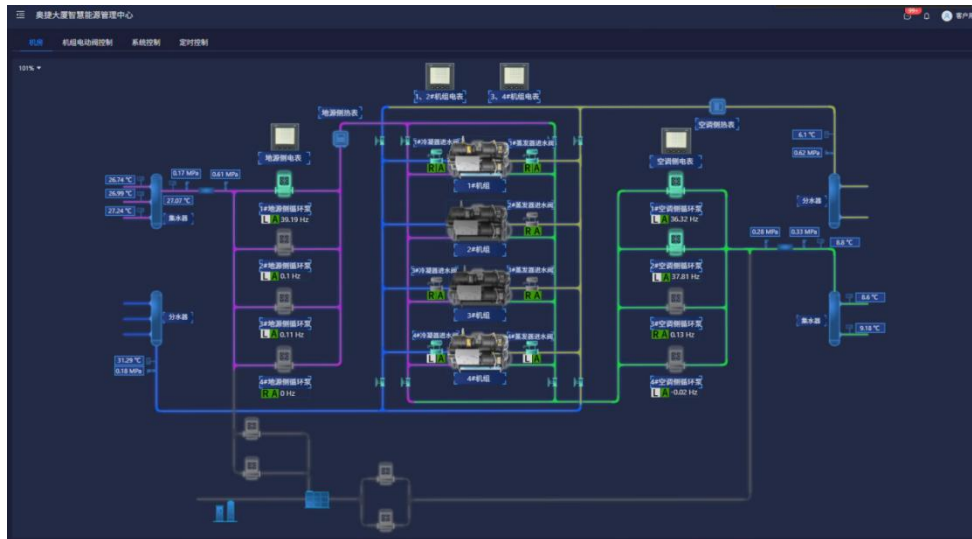 奥捷大厦智慧能源管理中心
99+
机房 机组电动阀控制 系统控制 定时控制
101%
1、2#机组电表 3、4#机组电表
地源侧热表
空调侧热表
地源侧电表
空调侧电表
1#冷凝器进水阀 1#蒸发器进水阀
R A R A
1#机组
2#蒸发器进水阀
R A
2#机组
3#冷凝器进水阀 3#蒸发器进水阀
R A R A
3#机组
4#冷凝器进水阀 4#蒸发器进水阀
L A L A
4#机组
26.74 ℃
26.99 ℃
27.24 ℃
0.17 MPa 0.61 MPa
27.07 ℃
集水器
分水器
31.29 ℃
0.18 MPa
1#地源侧循环泵
L A 39.19 Hz
2#地源侧循环泵
L A 0.1 Hz
3#地源侧循环泵
L A 0.11 Hz
4#地源侧循环泵
R A 0 Hz
1#空调侧循环泵
L A 36.32 Hz
2#空调侧循环泵
L A 37.81 Hz
3#空调侧循环泵
R A 0.13 Hz
4#空调侧循环泵
L A -0.02 Hz
6.1 ℃
0.62 MPa
分水器
0.28 MPa 0.33 MPa
8.8 ℃
8.6 ℃
集水器
9.18 ℃